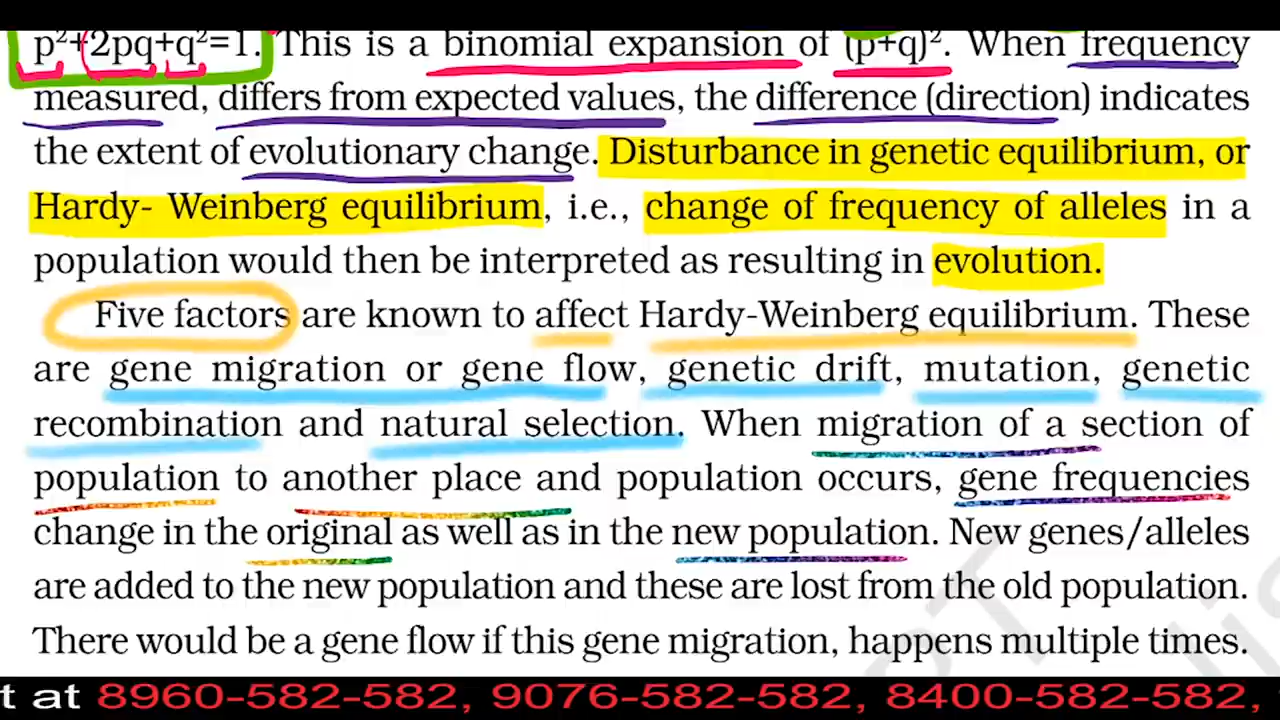 p²+2pq+q²=1. This is a binomial expansion of (p+q)². When frequency
measured, differs from expected values, the difference (direction) indicates
the extent of evolutionary change. Disturbance in genetic equilibrium, or
Hardy- Weinberg equilibrium, i.e., change of frequency of alleles in a
population would then be interpreted as resulting in evolution.
Five factors are known to affect Hardy-Weinberg equilibrium. These
are gene migration or gene flow, genetic drift, mutation, genetic
recombination and natural selection. When migration of a section of
population to another place and population occurs, gene frequencies
change in the original as well as in the new population. New genes/alleles
are added to the new population and these are lost from the old population.
There would be a gene flow if this gene migration, happens multiple times.
t at 8960-582-582, 9076-582-582, 8400-582-582,